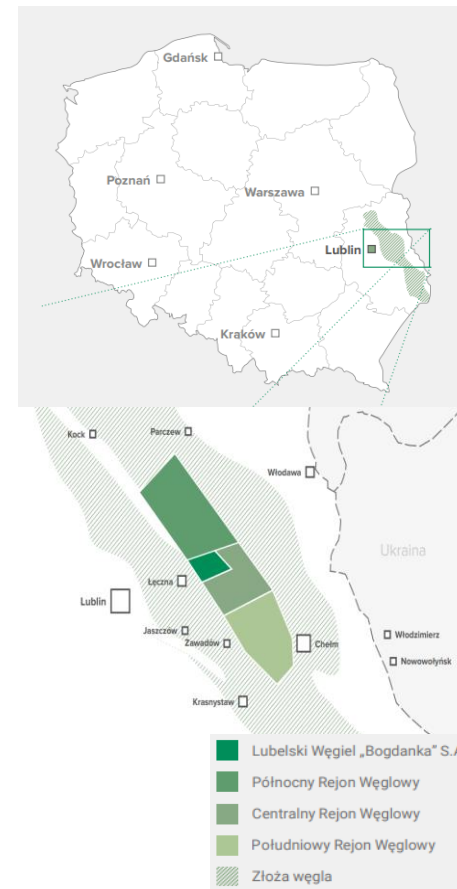 Gdańsk
Poznań
Warszawa
Lublin
Wrocław
Kraków
Kock
Parczew
Włodawa
Ukraina
Łęczna
Lublin
Jaszczów
Zawadów
Chełm
Włodzimierz
Nowowołyńsk
Krasnystaw
Lubelski Węgiel „Bogdanka” S.A
Północny Rejon Węglowy
Centralny Rejon Węglowy
Południowy Rejon Węglowy
Złoża węgla